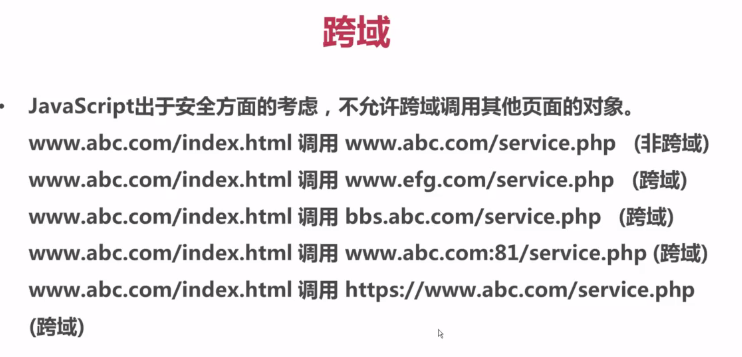 跨域
• JavaScript出于安全方面的考虑，不允许跨域调用其他页面的对象。
www.abc.com/index.html 调用 www.abc.com/service.php (非跨域)
www.abc.com/index.html 调用 www.efg.com/service.php (跨域)
www.abc.com/index.html 调用 bbs.abc.com/service.php (跨域)
www.abc.com/index.html 调用 www.abc.com:81/service.php (跨域)
www.abc.com/index.html 调用 https://www.abc.com/service.php
(跨域)